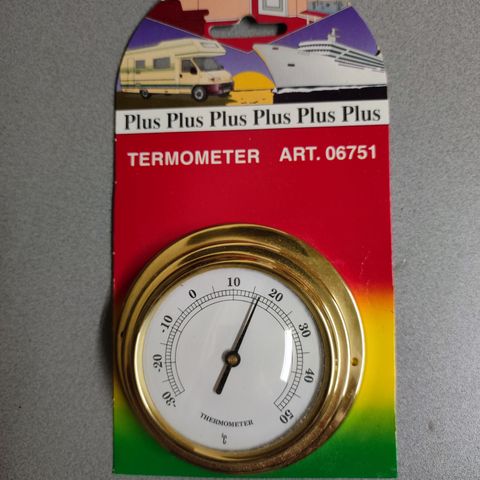 Plus Plus Plus Plus Plus Plus
TERMOMETER ART. 06751
-30 -20 -10 0 10 20 30 40 50
THERMOMETER